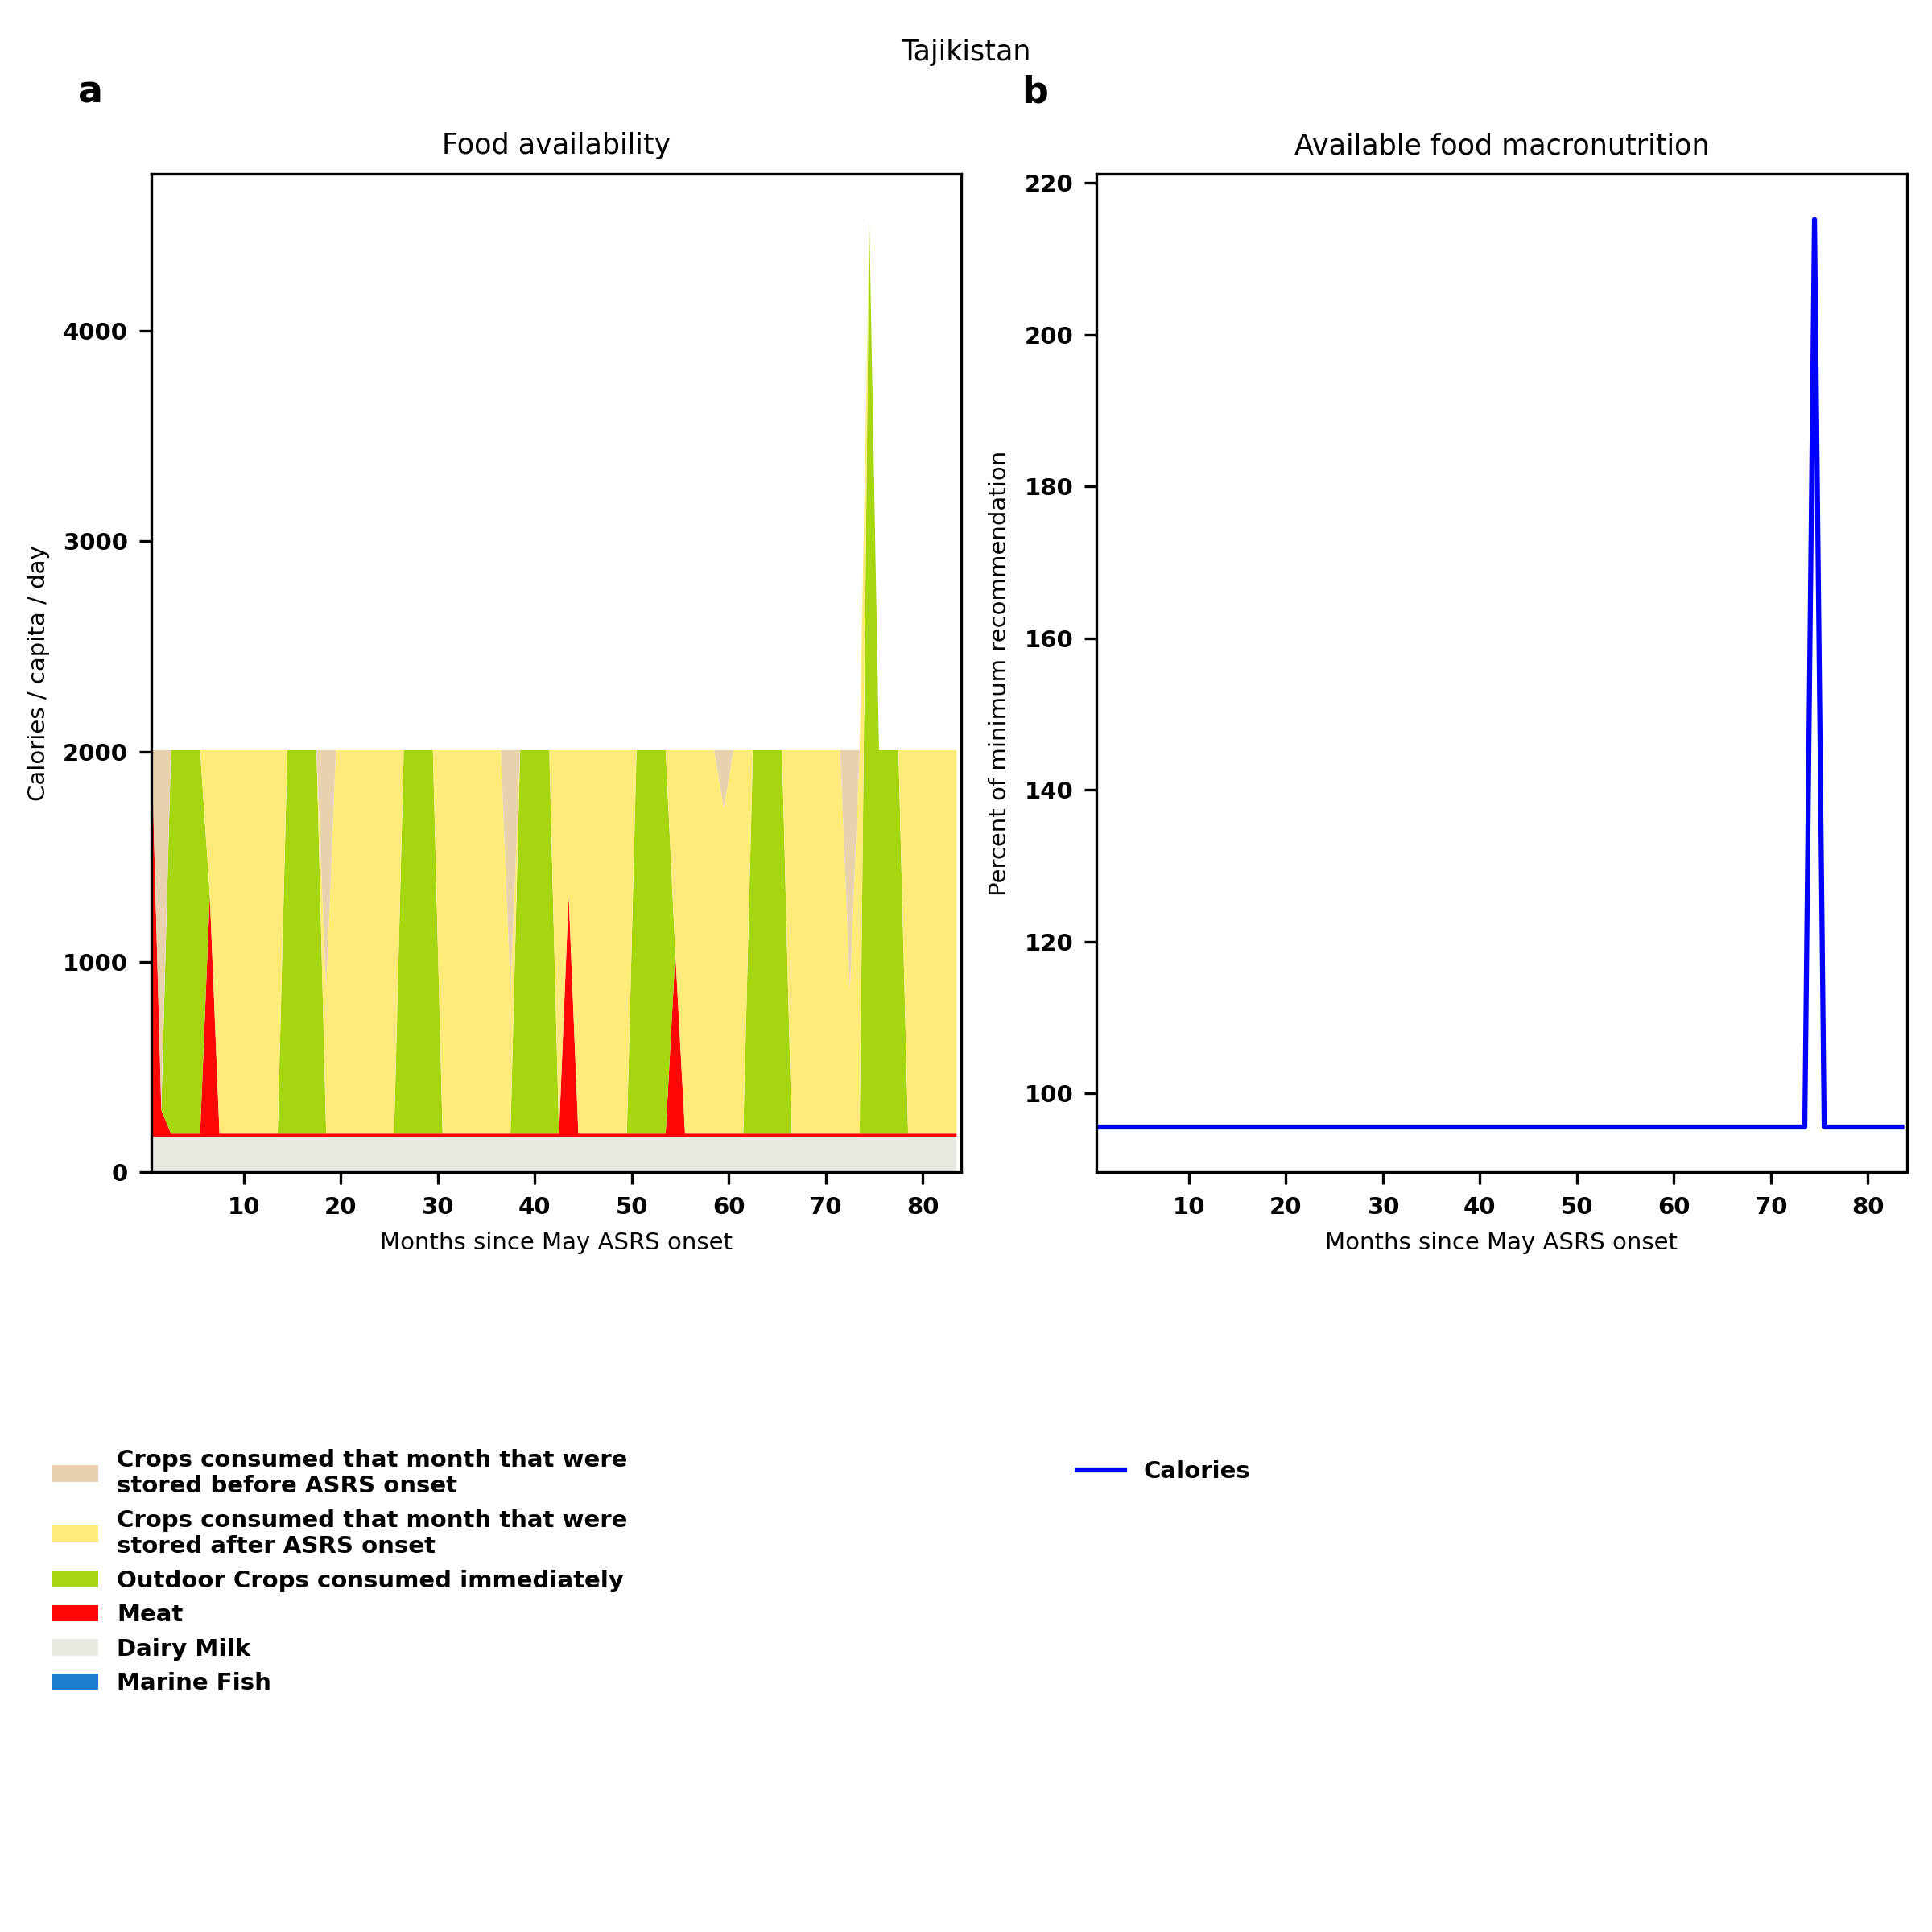 Tajikistan
a
b
Food availability
Available food macronutrition
Calories / capita / day
4000
3000
2000
1000
0
10 20 30 40 50 60 70 80
Months since May ASRS onset
Percent of minimum recommendation
220
200
180
160
140
120
100
10 20 30 40 50 60 70 80
Months since May ASRS onset
Crops consumed that month that were
stored before ASRS onset
Crops consumed that month that were
stored after ASRS onset
Outdoor Crops consumed immediately
Meat
Dairy Milk
Marine Fish
Calories